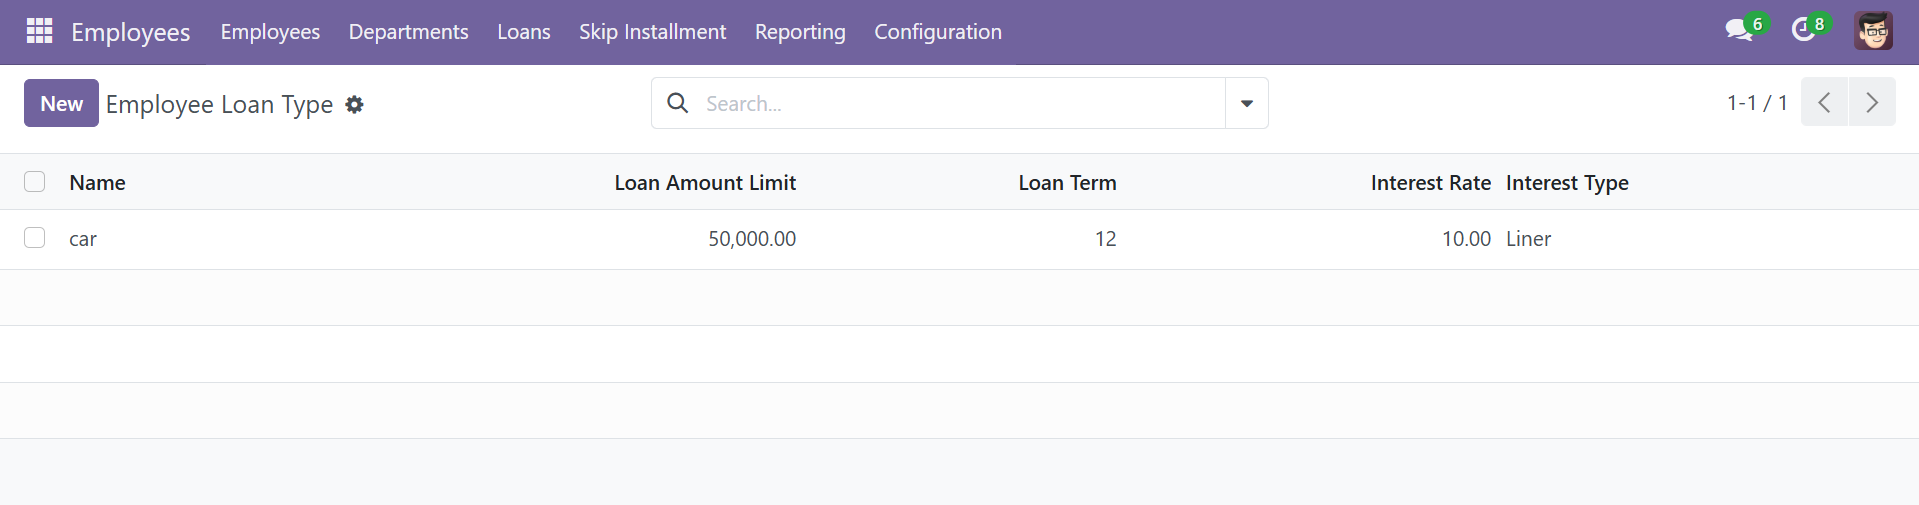 Employees Employees Departments Loans Skip Installment Reporting Configuration 6 8
New Employee Loan Type Search... 1-1 / 1
Name Loan Amount Limit Loan Term Interest Rate Interest Type
car 50,000.00 12 10.00 Liner